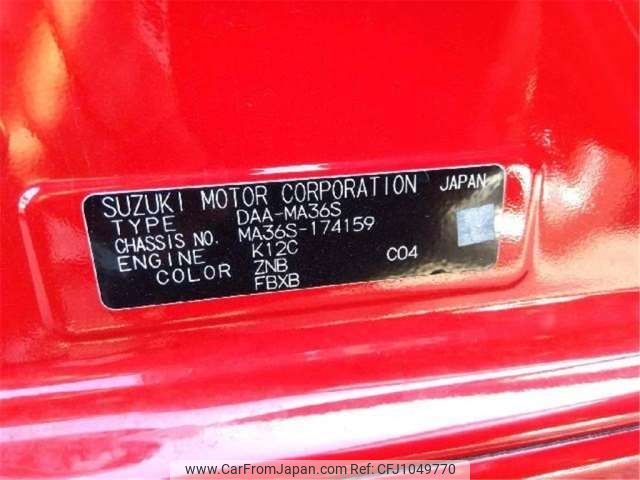 SUZUKI MOTOR CORPORATION JAPAN
TYPE DAA-MA36S
CHASSIS NO. MA36S-174159
ENGINE K12C C04
COLOR ZNB
FBXB
www.CarFromJapan.com Ref:CFJ1049770